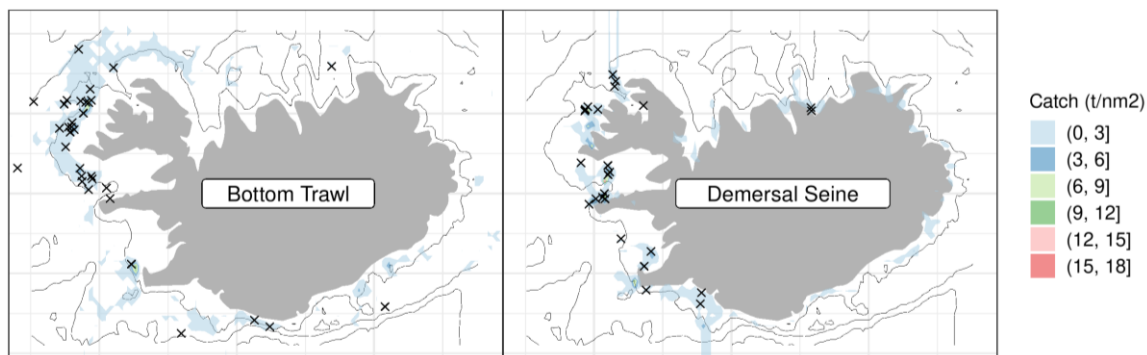 Bottom Trawl
Demersal Seine
Catch (t/nm2)
(0, 3]
(3, 6]
(6, 9]
(9, 12]
(12, 15]
(15, 18]